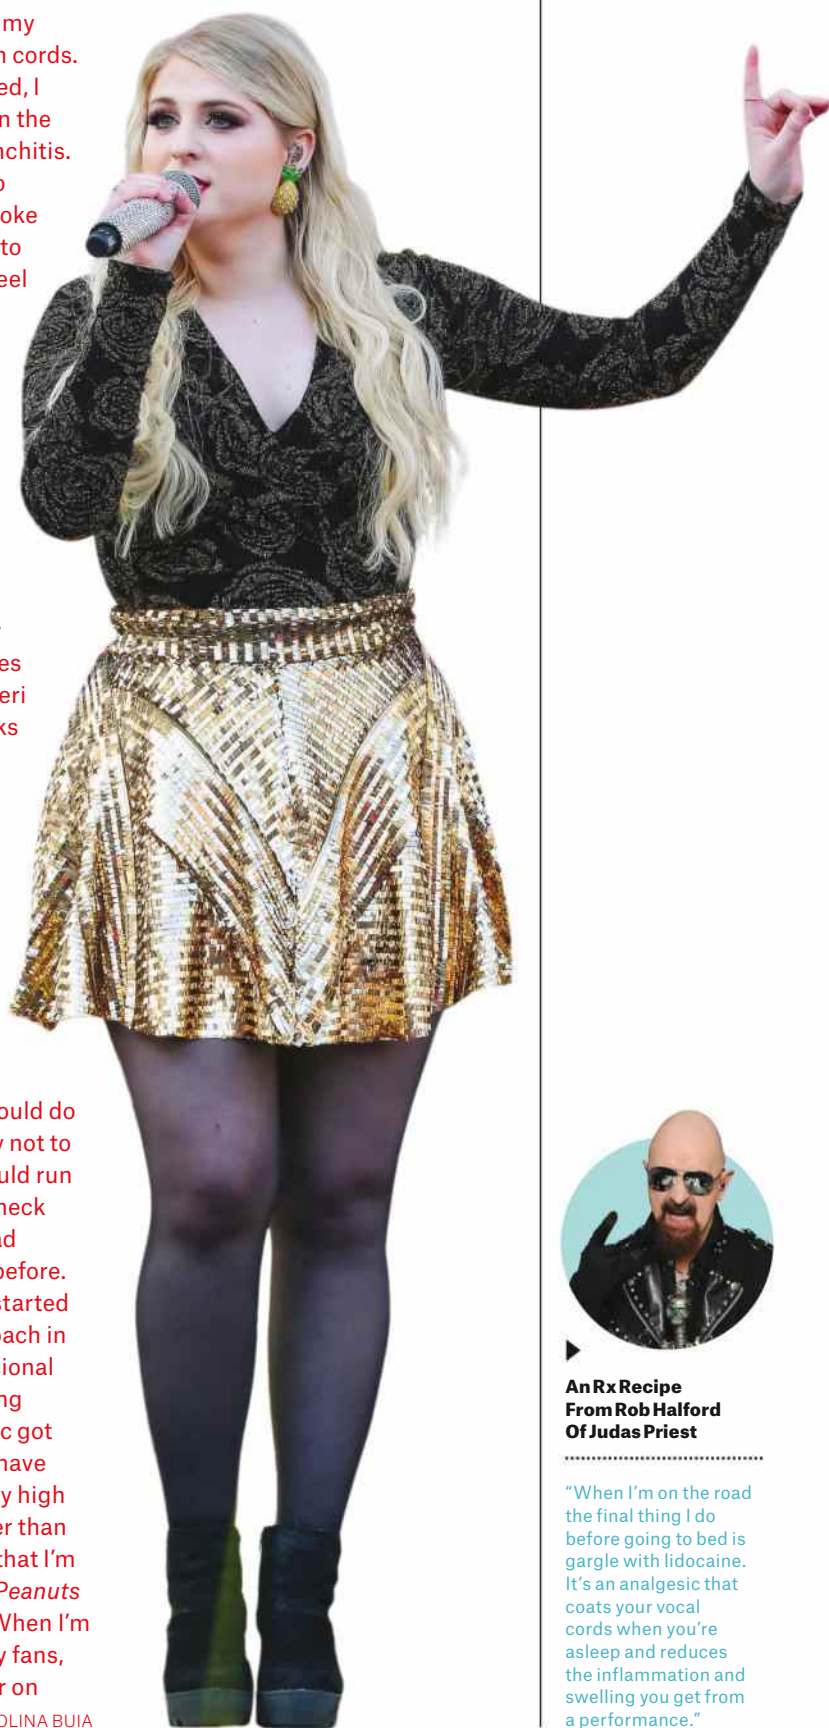 my
cords.
ed, I
n the
nchitis.
oke
to
eel
es
eri
ks
ould do
not to
uld run
neck
ad
before.
started
oach in
ional
ng
c got
have
y high
er than
that I'm
Peanuts
When I'm
y fans,
r on
OLINA BUIA
An Rx Recipe
From Rob Halford
Of Judas Priest
“When I'm on the road
the final thing I do
before going to bed is
gargle with lidocaine.
It's an analgesic that
coats your vocal
cords when you're
asleep and reduces
the inflammation and
swelling you get from
a performance.”